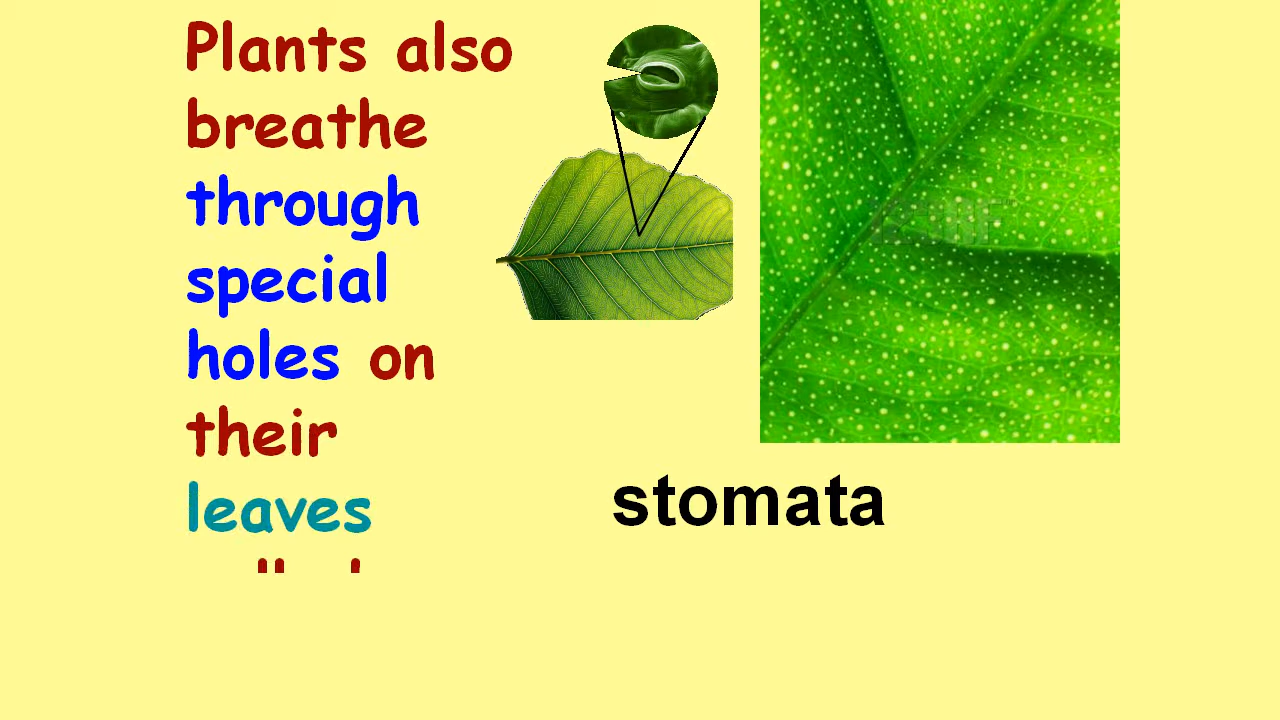 Plants also
breathe
through
special
holes on
their
leaves
stomata